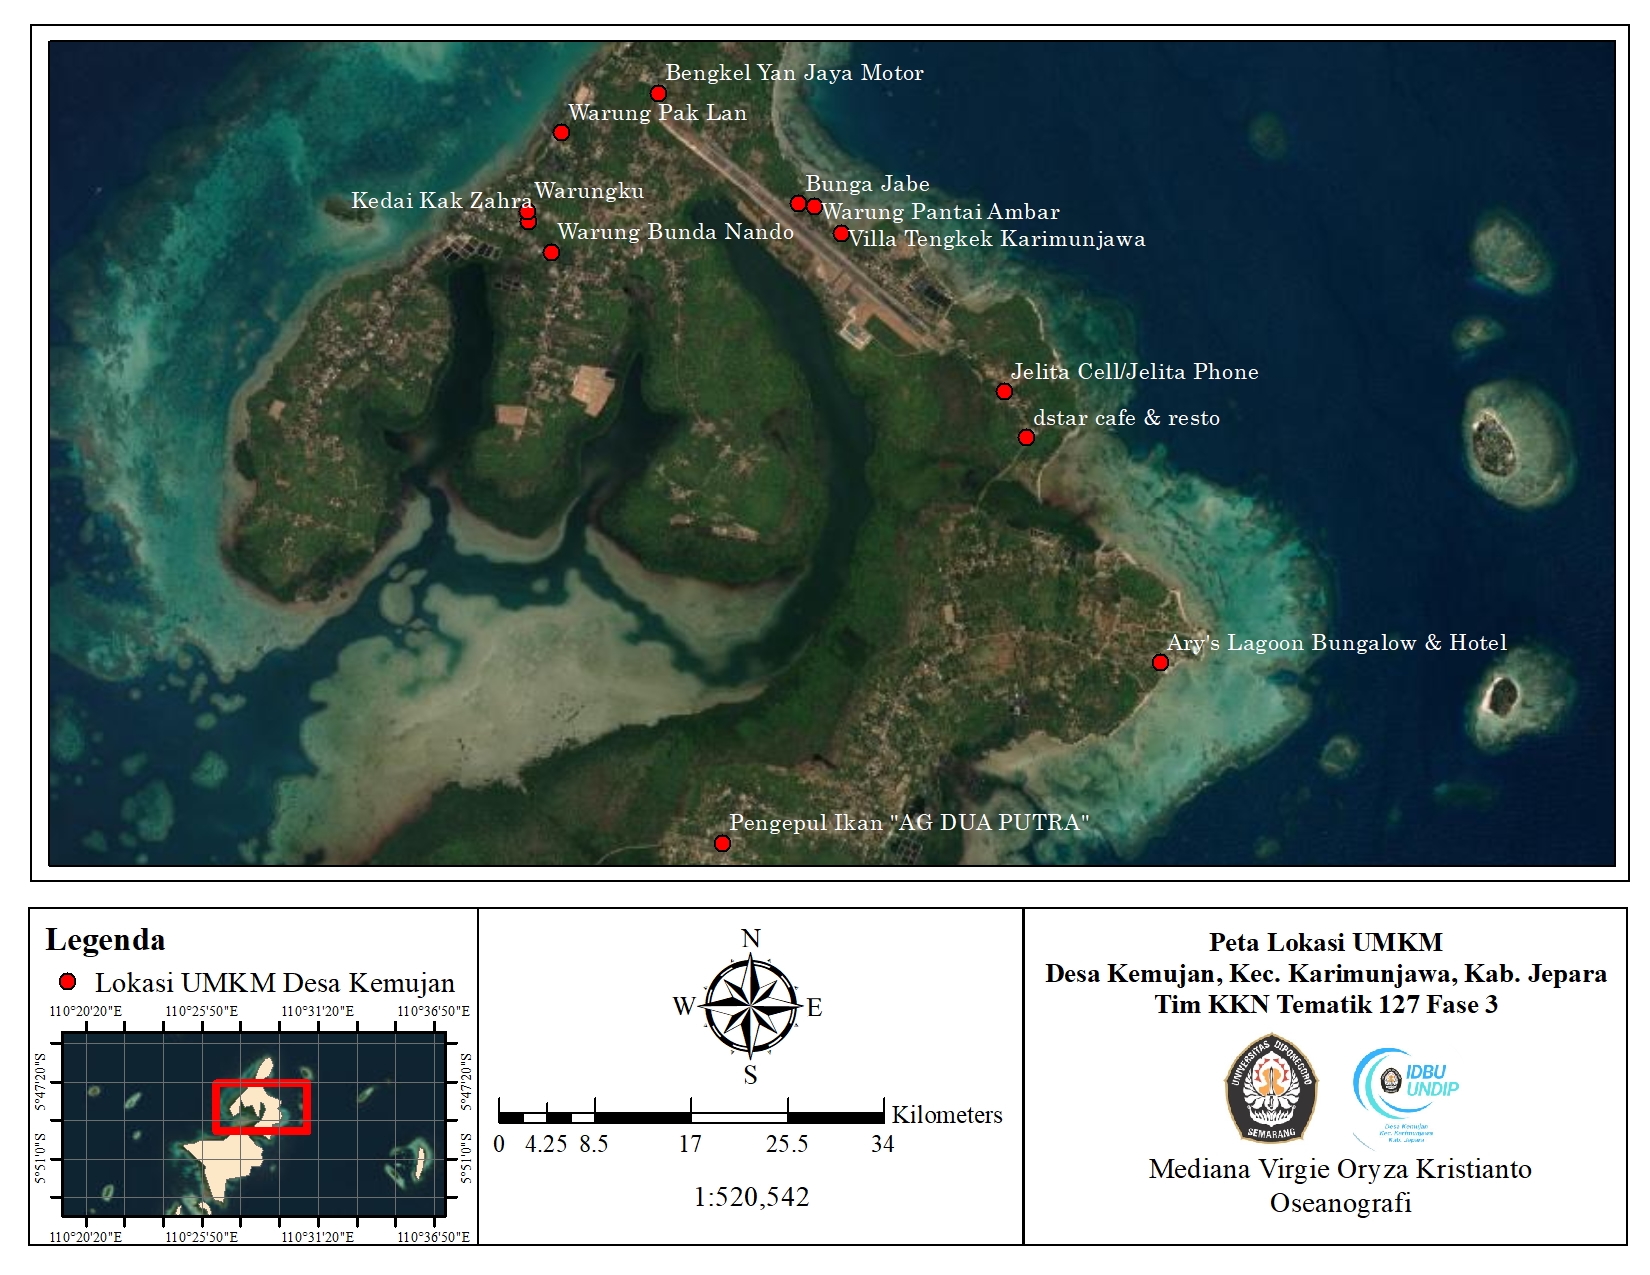 Bengkel Yan Jaya Motor
Warung Pak Lan
Bunga Jabe
Warungku
Kedai Kak Zahra
Warung Pantai Ambar
Warung Bunda Nando
Villa Tengkek Karimunjawa
Jelita Cell/Jelita Phone
dstar cafe & resto
Ary's Lagoon Bungalow & Hotel
Pengepul Ikan "AG DUA PUTRA"
Legenda
Lokasi UMKM Desa Kemujan
110°20'20"E 110°25'50"E 110°31'20"E 110°36'50"E
5°47'20"S 5°47'20"S
5°51'0"S 5°51'0"S
110°20'20"E 110°25'50"E 110°31'20"E 110°36'50"E
N
W E
S
Kilometers
0 4.25 8.5 17 25.5 34
1:520,542
Peta Lokasi UMKM
Desa Kemujan, Kec. Karimunjawa, Kab. Jepara
Tim KKN Tematik 127 Fase 3
UNIVERSITAS DIPONEGORO
SEMARANG
IDBU
UNDIP
Desa Kemujan
Kec. Karimunjawa
Kab. Jepara
Mediana Virgie Oryza Kristianto
Oseanografi